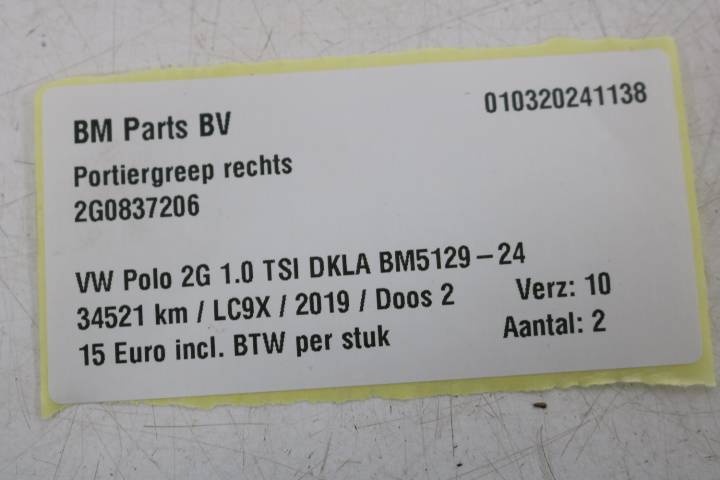 BM Parts BV
010320241138
Portiergreep rechts
2G0837206
VW Polo 2G 1.0 TSI DKLA BM5129-24
34521 km / LC9X / 2019 / Doos 2
Verz: 10
15 Euro incl. BTW per stuk
Aantal: 2